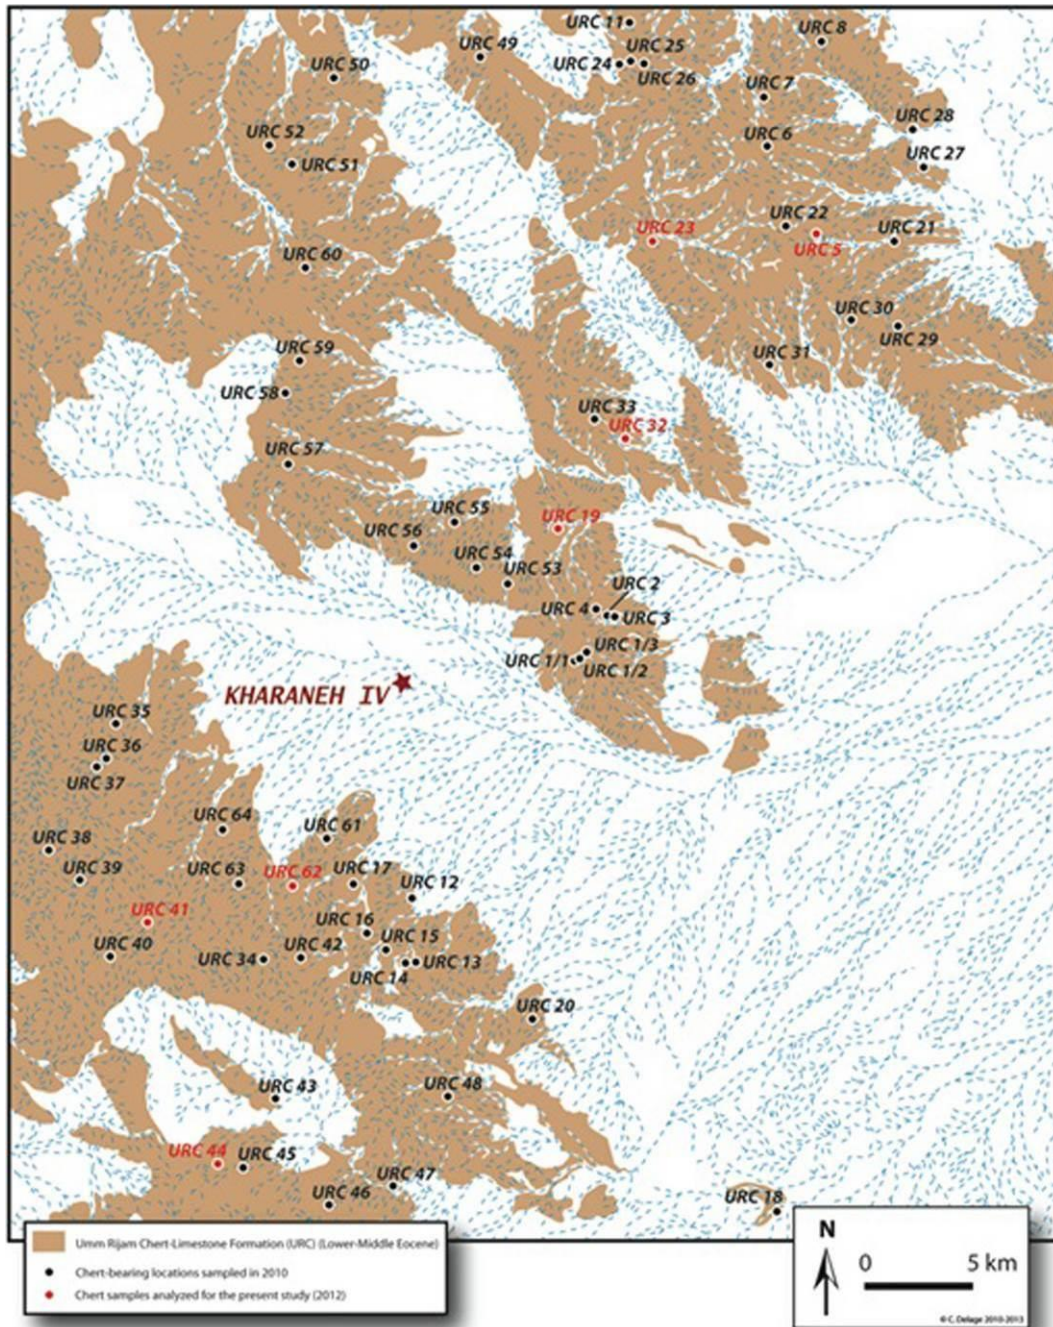 URC 11
URC 8
URC 49
URC 25
URC 50
URC 24
URC 26
URC 7
URC 28
URC 52
URC 6
URC 51
URC 27
URC 22
URC 23
URC 21
URC 5
URC 60
URC 30
URC 29
URC 59
URC 31
URC 58
URC 33
URC 32
URC 57
URC 55
URC 19
URC 56
URC 54
URC 53
URC 2
URC 4
URC 3
URC 1/3
URC 1/1
URC 1/2
KHARANEH IV
URC 35
URC 36
URC 37
URC 64
URC 61
URC 38
URC 39
URC 63
URC 62
URC 17
URC 12
URC 41
URC 16
URC 15
URC 40
URC 34
URC 42
URC 14
URC 13
URC 20
URC 43
URC 48
URC 44
URC 45
URC 47
URC 46
URC 18
Umm Rijam Chert-Limestone Formation (URC) (Lower-Middle Eocene)
Chert-bearing locations sampled in 2010
Chert samples analyzed for the present study (2012)
N
0 5 km
© C. Delage 2010-2013